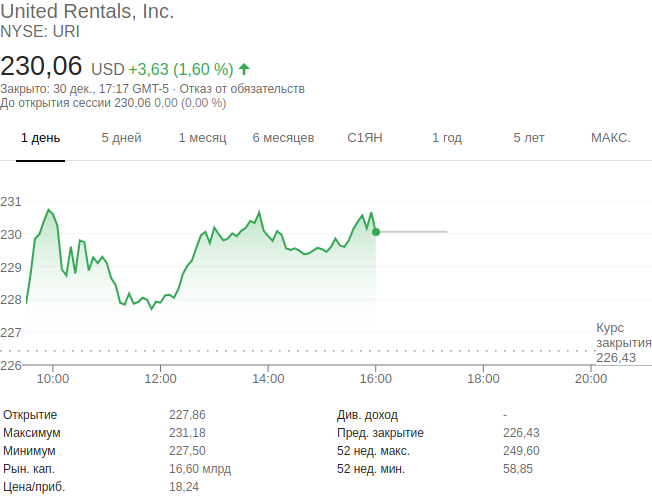 United Rentals, Inc.
NYSE: URI
230,06 USD +3,63 (1,60 %)
Закрыто: 30 дек., 17:17 GMT-5 · Отказ от обязательств
До открытия сессии 230,06 0,00 (0,00 %)
1 день 5 дней 1 месяц 6 месяцев С1ЯН 1 год 5 лет МАКС.
231
230
229
228
227
Курс
закрытия
226,43
226
10:00 12:00 14:00 16:00 18:00 20:00
Открытие 227,86 Див. доход -
Максимум 231,18 Пред. закрытие 226,43
Минимум 227,50 52 нед. макс. 249,60
Рын. кап. 16,60 млрд 52 нед. мин. 58,85
Цена/приб. 18,24